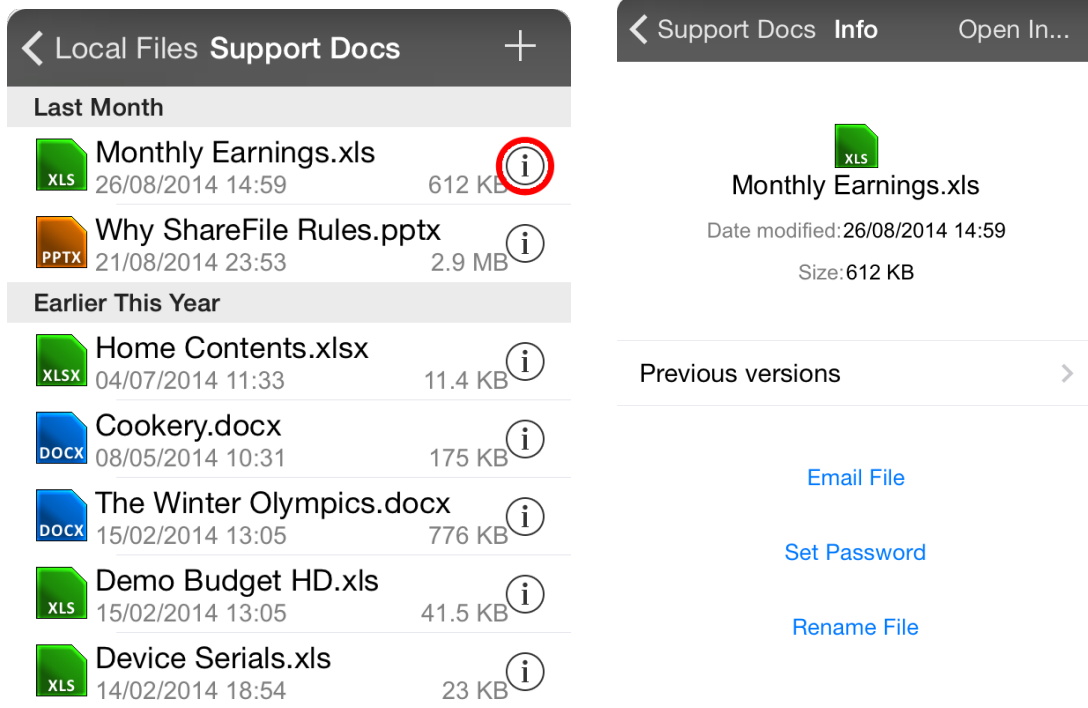 Local Files Support Docs
Last Month
XLS
Monthly Earnings.xls
26/08/2014 14:59 612 KB
i
PPTX
Why ShareFile Rules.pptx
21/08/2014 23:53 2.9 MB
i
Earlier This Year
XLSX
Home Contents.xlsx
04/07/2014 11:33 11.4 KB
i
DOCX
Cookery.docx
08/05/2014 10:31 175 KB
i
DOCX
The Winter Olympics.docx
15/02/2014 13:05 776 KB
i
XLS
Demo Budget HD.xls
15/02/2014 13:05 41.5 KB
i
XLS
Device Serials.xls
14/02/2014 18:54 23 KB
i
Support Docs Info Open In...
XLS
Monthly Earnings.xls
Date modified: 26/08/2014 14:59
Size: 612 KB
Previous versions
Email File
Set Password
Rename File